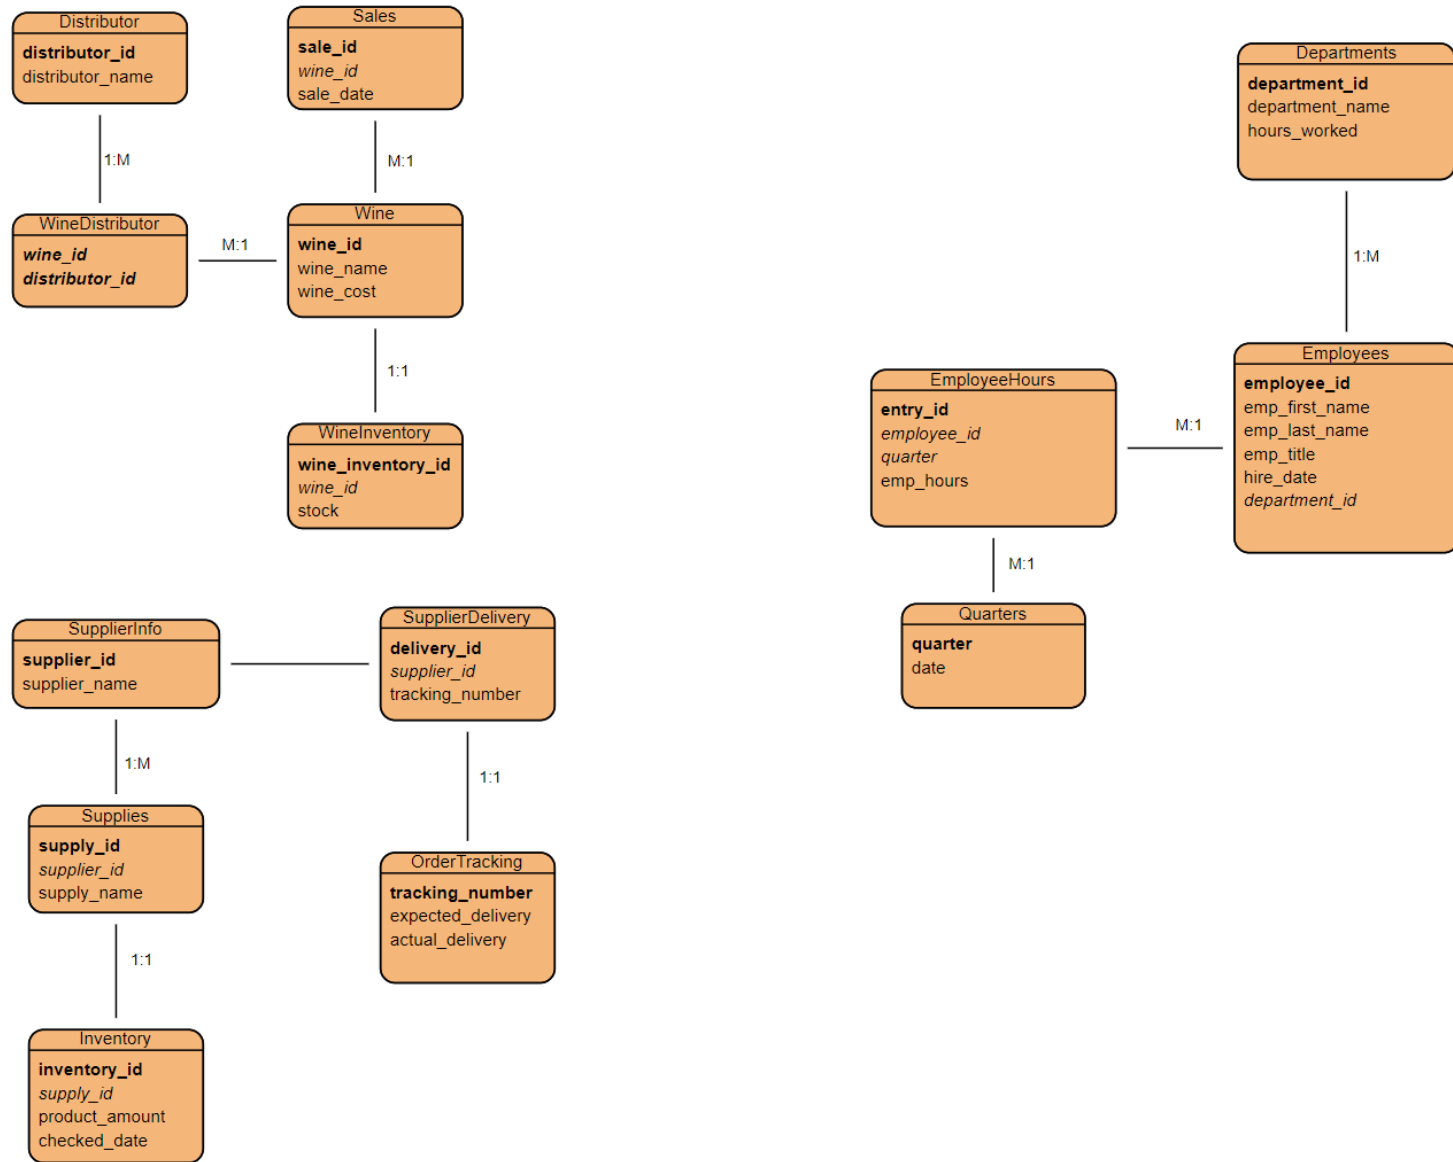 Distributor
distributor_id
distributor_name
1:M
WineDistributor
wine_id
distributor_id
M:1
Sales
sale_id
wine_id
sale_date
M:1
Wine
wine_id
wine_name
wine_cost
1:1
WineInventory
wine_inventory_id
wine_id
stock
Departments
department_id
department_name
hours_worked
1:M
Employees
employee_id
emp_first_name
emp_last_name
emp_title
hire_date
department_id
M:1
EmployeeHours
entry_id
employee_id
quarter
emp_hours
M:1
Quarters
quarter
date
SupplierInfo
supplier_id
supplier_name
1:M
Supplies
supply_id
supplier_id
supply_name
1:1
Inventory
inventory_id
supply_id
product_amount
checked_date
SupplierDelivery
delivery_id
supplier_id
tracking_number
1:1
OrderTracking
tracking_number
expected_delivery
actual_delivery